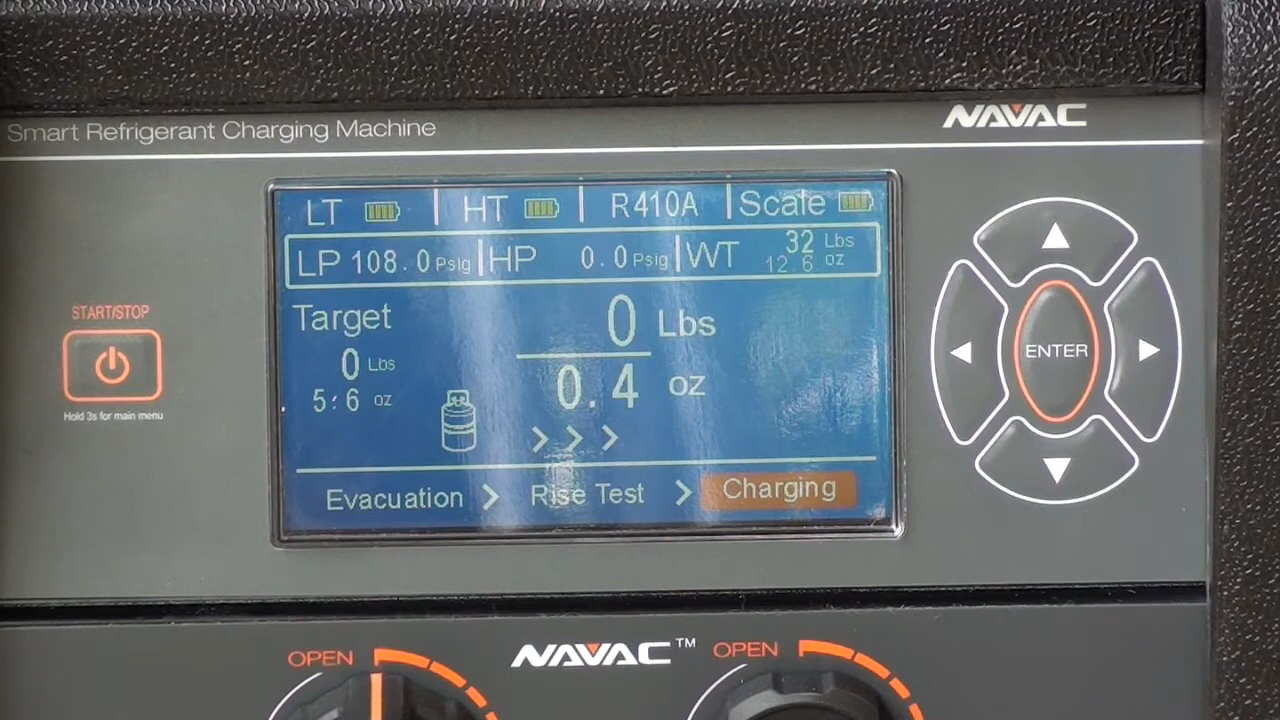 Smart Refrigerant Charging Machine
NAVAC
LT HT R410A Scale
LP 108.0 Psig HP 0.0 Psig WT 32 Lbs
12.6 oz
START/STOP
Hold 3s for main menu
Target
0 Lbs
5:6 oz
0 Lbs
0.4 oz
>>>
Evacuation > Rise Test > Charging
ENTER
OPEN
NAVAC™
OPEN